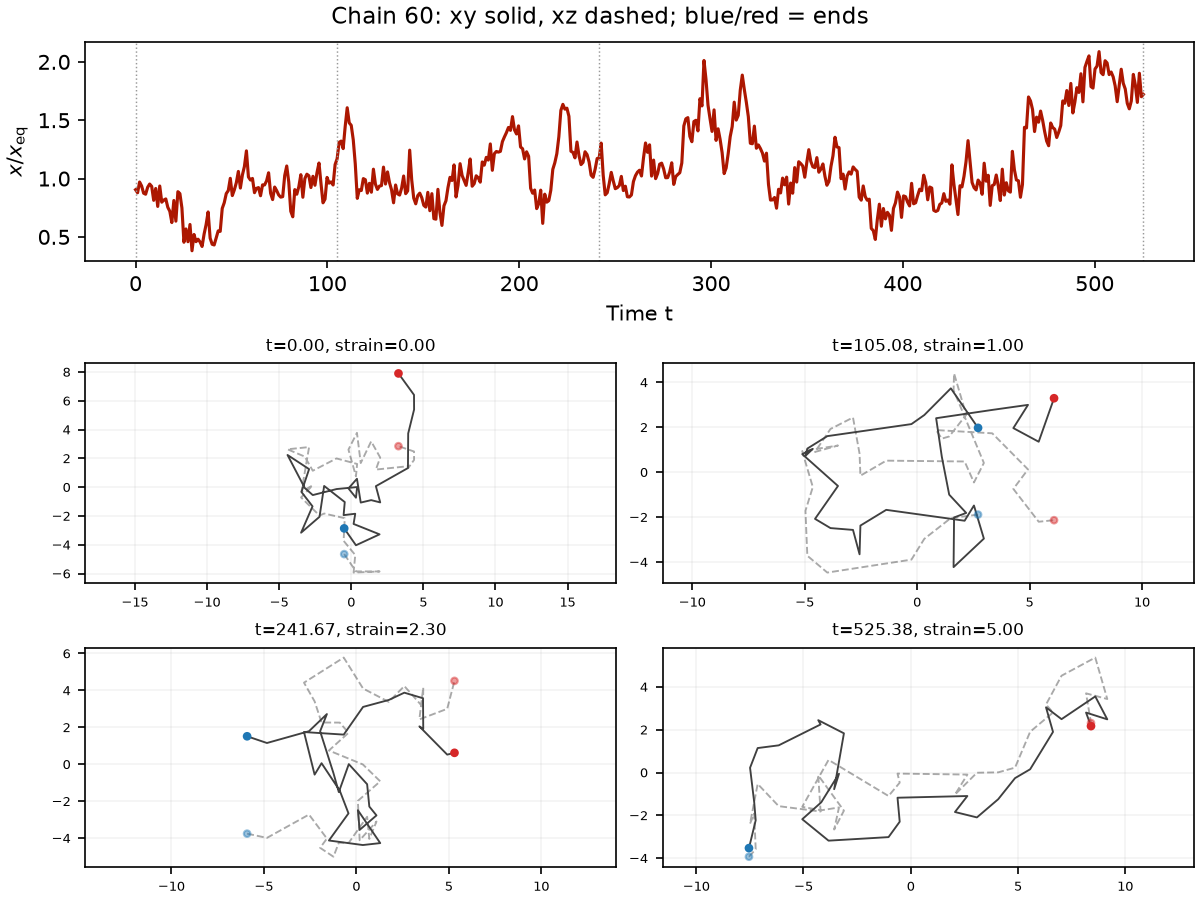 Chain 60: xy solid, xz dashed; blue/red = ends
x/x_eq
2.0
1.5
1.0
0.5
0 100 200 300 400 500
Time t
t=0.00, strain=0.00
8
6
4
2
0
−2
−4
−6
−15 −10 −5 0 5 10 15
t=105.08, strain=1.00
4
2
0
−2
−4
−10 −5 0 5 10
t=241.67, strain=2.30
6
4
2
0
−2
−4
−10 −5 0 5 10
t=525.38, strain=5.00
4
2
0
−2
−4
−10 −5 0 5 10